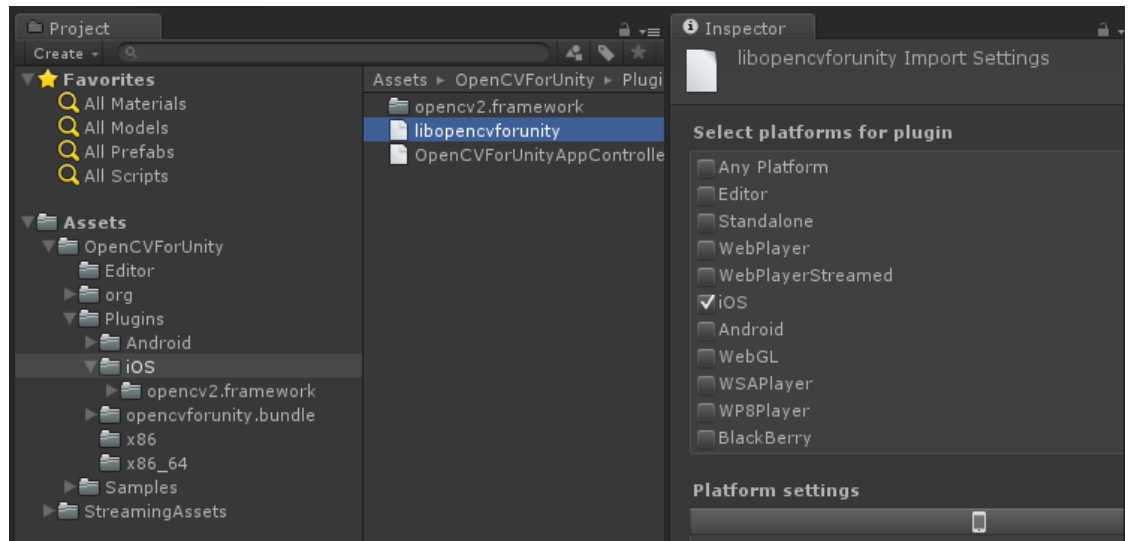 Project
Create
Favorites
All Materials
All Models
All Prefabs
All Scripts
Assets
OpenCVForUnity
Editor
org
Plugins
Android
iOS
opencv2.framework
opencvforunity.bundle
x86
x86_64
Samples
StreamingAssets
Assets ▸ OpenCVForUnity ▸ Plugi
opencv2.framework
libopencvforunity
OpenCVForUnityAppControlle
Inspector
libopencvforunity Import Settings
Select platforms for plugin
Any Platform
Editor
Standalone
WebPlayer
WebPlayerStreamed
iOS
Android
WebGL
WSAPlayer
WP8Player
BlackBerry
Platform settings